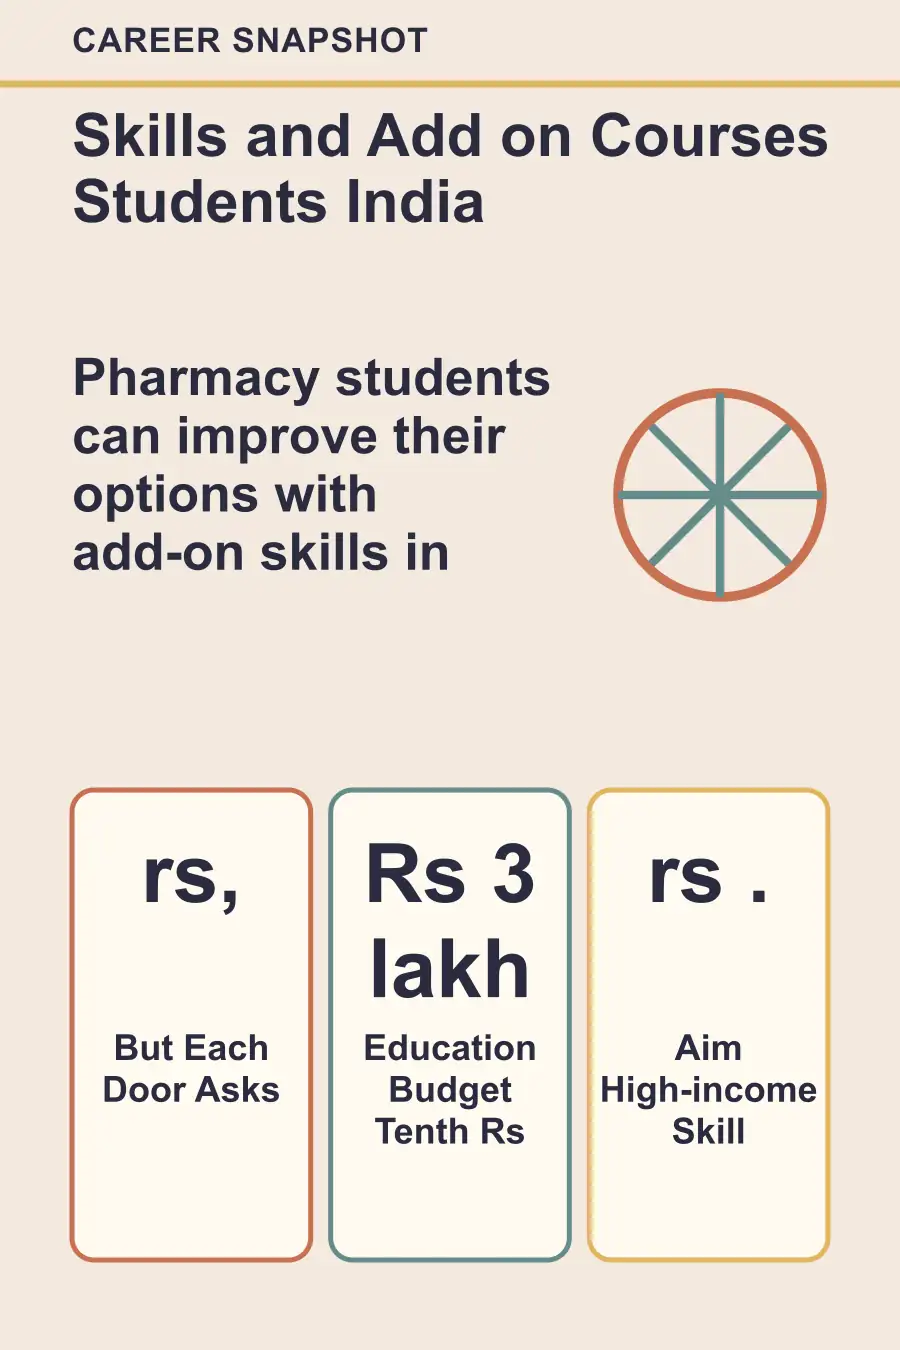 CAREER SNAPSHOT
Skills and Add on Courses
Students India
Pharmacy students
can improve their
options with
add-on skills in
rs,
But Each
Door Asks
Rs 3
lakh
Education
Budget
Tenth Rs
rs .
Aim
High-income
Skill